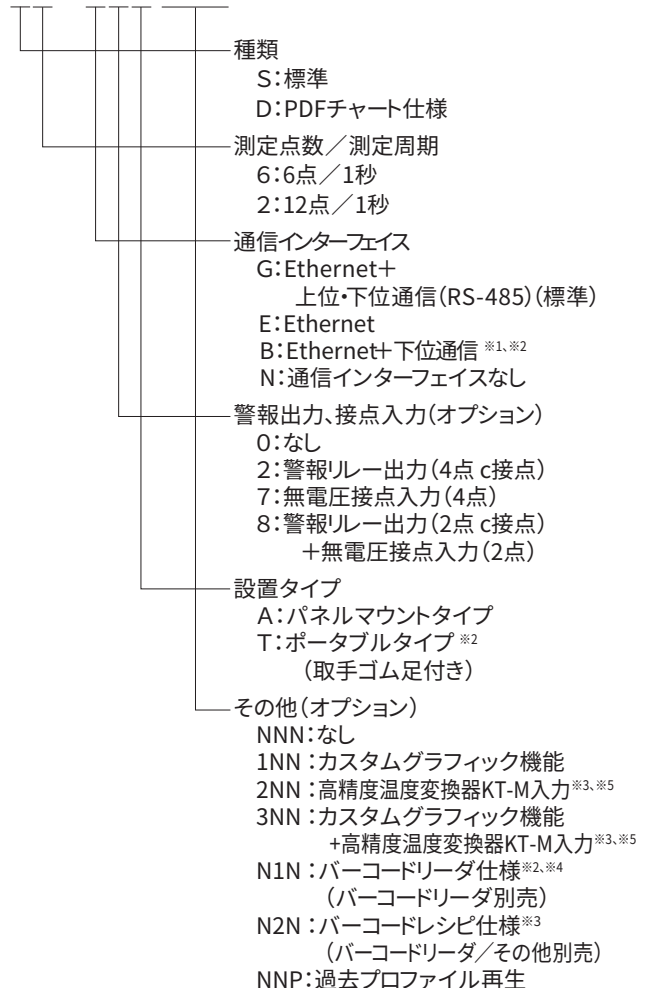 種類
S：標準
D：PDFチャート仕様
測定点数／測定周期
6：6点／1秒
2：12点／1秒
通信インターフェイス
G：Ethernet＋
上位・下位通信（RS-485）（標準）
E：Ethernet
B：Ethernet＋下位通信 ※1、※2
N：通信インターフェイスなし
警報出力、接点入力（オプション）
0：なし
2：警報リレー出力（4点 c接点）
7：無電圧接点入力（4点）
8：警報リレー出力（2点 c接点）
＋無電圧接点入力（2点）
設置タイプ
A：パネルマウントタイプ
T：ポータブルタイプ ※2
（取手ゴム足付き）
その他（オプション）
NNN：なし
1NN：カスタムグラフィック機能
2NN：高精度温度変換器KT-M入力※3、※5
3NN：カスタムグラフィック機能
+高精度温度変換器KT-M入力※3、※5
N1N：バーコードリーダ仕様※2、※4
（バーコードリーダ別売）
N2N：バーコードレシピ仕様※3
（バーコードリーダ／その他別売）
NNP：過去プロファイル再生